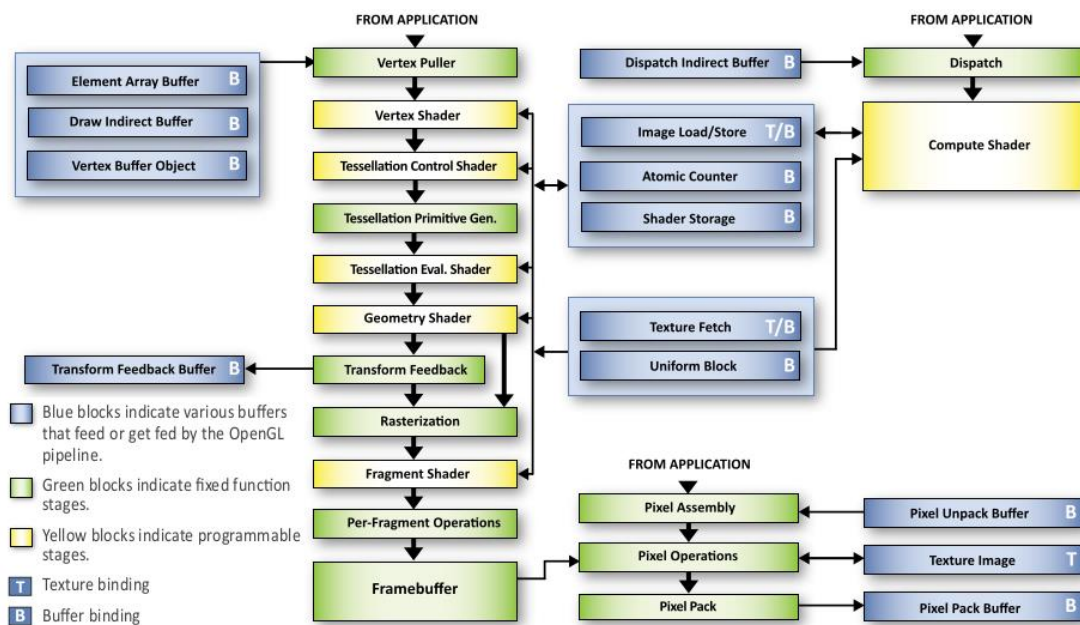 FROM APPLICATION
Element Array Buffer B
Draw Indirect Buffer B
Vertex Buffer Object B
Vertex Puller
Vertex Shader
Tessellation Control Shader
Tessellation Primitive Gen.
Tessellation Eval. Shader
Geometry Shader
Transform Feedback
Transform Feedback Buffer B
Rasterization
Fragment Shader
Per-Fragment Operations
Framebuffer
Blue blocks indicate various buffers
that feed or get fed by the OpenGL
pipeline.
Green blocks indicate fixed function
stages.
Yellow blocks indicate programmable
stages.
T Texture binding
B Buffer binding
FROM APPLICATION
Dispatch Indirect Buffer B
Dispatch
Image Load/Store T/B
Atomic Counter B
Shader Storage B
Compute Shader
Texture Fetch T/B
Uniform Block B
FROM APPLICATION
Pixel Assembly
Pixel Operations
Pixel Pack
Pixel Unpack Buffer B
Texture Image T
Pixel Pack Buffer B